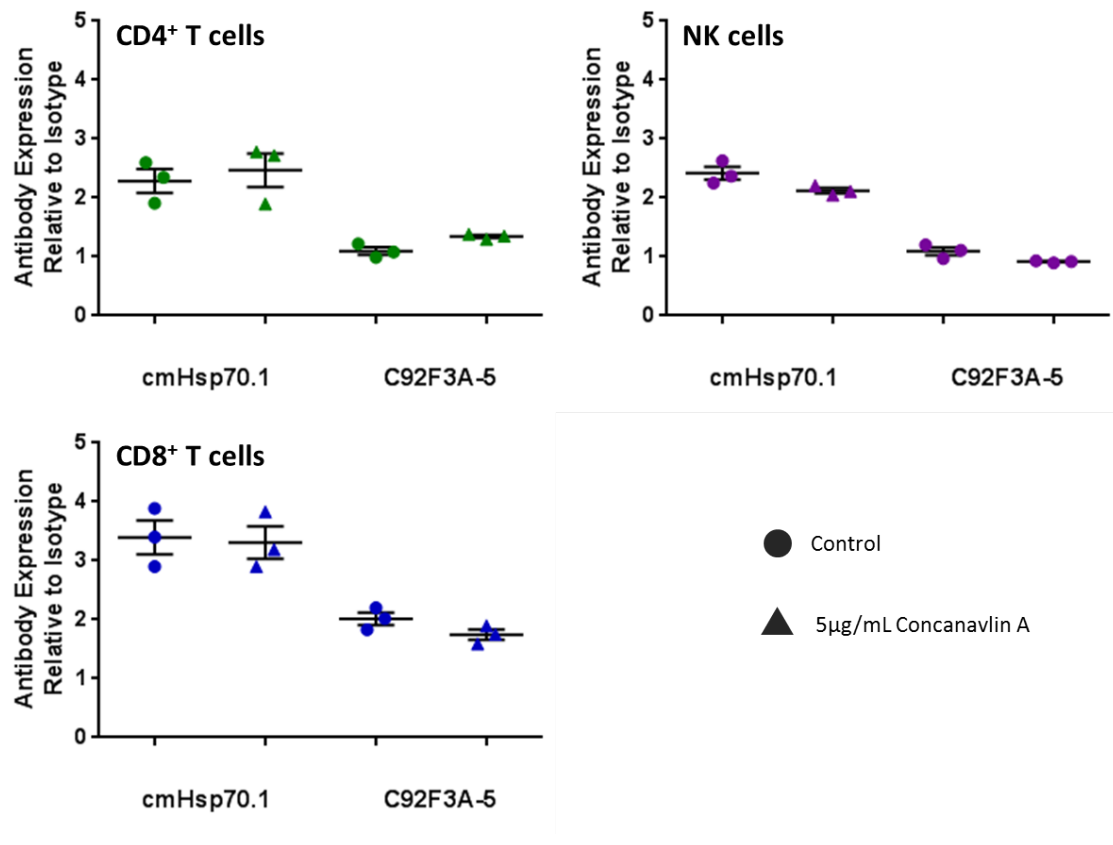 CD4+ T cells
Antibody Expression
Relative to Isotype
5
4
3
2
1
0
cmHsp70.1 C92F3A-5
NK cells
Antibody Expression
Relative to Isotype
5
4
3
2
1
0
cmHsp70.1 C92F3A-5
CD8+ T cells
Antibody Expression
Relative to Isotype
5
4
3
2
1
0
cmHsp70.1 C92F3A-5
Control
5µg/mL Concanavlin A